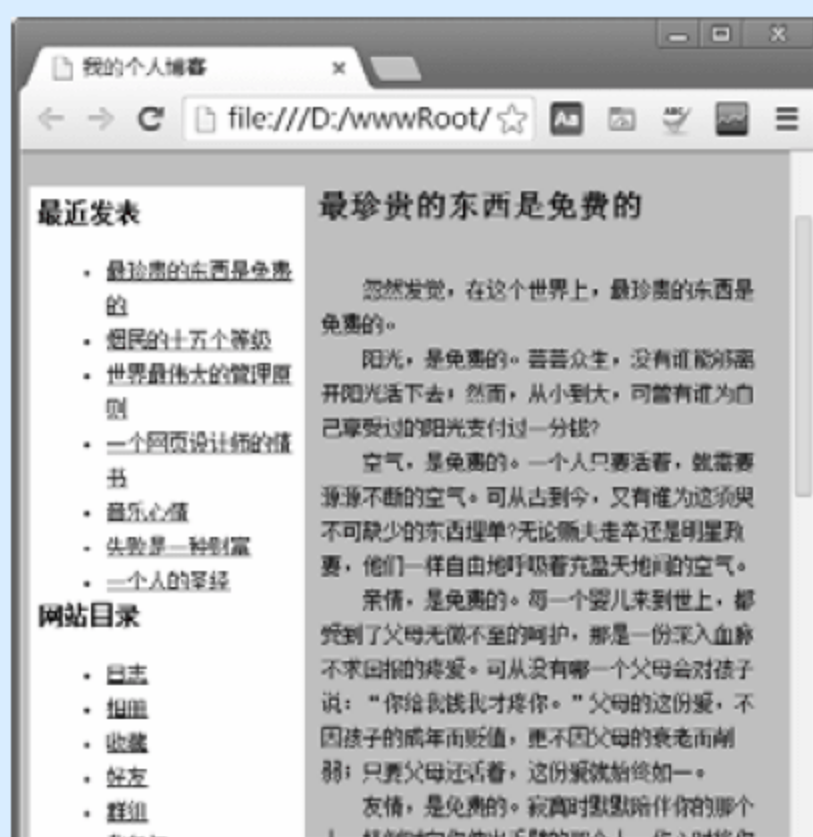 我的个人博客
file:///D:/wwwRoot/
最近发表
最珍贵的东西是免费
的
烟民的十五个等级
世界最伟大的管理原
则
一个网页设计师的情
书
音乐心情
失败是一种财富
一个人的圣经
网站目录
日志
相册
收藏
好友
群组
最珍贵的东西是免费的
忽然发觉，在这个世界上，最珍贵的东西是
免费的。
阳光，是免费的。芸芸众生，没有谁能够离
开阳光活下去；然而，从小到大，可曾有谁为自
己享受过的阳光支付过一分钱?
空气，是免费的。一个人只要活着，就需要
源源不断的空气。可从古到今，又有谁为这须臾
不可缺少的东西埋单?无论贩夫走卒还是明星政
要，他们一样自由地呼吸着充盈天地间的空气。
亲情，是免费的。每一个婴儿来到世上，都
受到了父母无微不至的呵护，那是一份深入血脉
不求回报的疼爱。可从没有哪一个父母会对孩子
说："你给我钱我才疼你。"父母的这份爱，不
因孩子的成年而贬值，更不因父母的衰老而削
弱；只要父母还活着，这份爱就始终如一。
友情，是免费的。寂寞时默默陪伴你的那个